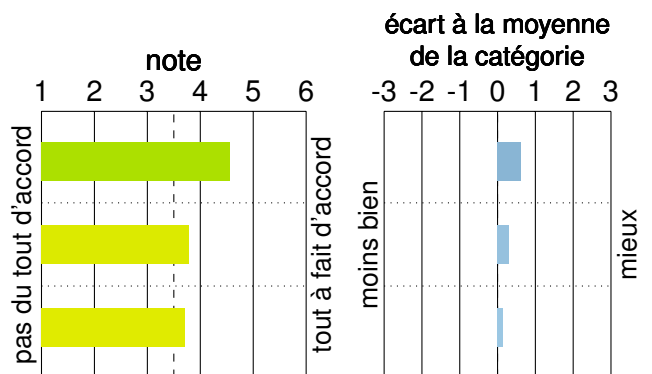 écart à la moyenne
de la catégorie
note
1 2 3 4 5 6
-3 -2 -1 0 1 2 3
pas du tout d'accord
tout à fait d'accord
moins bien
mieux